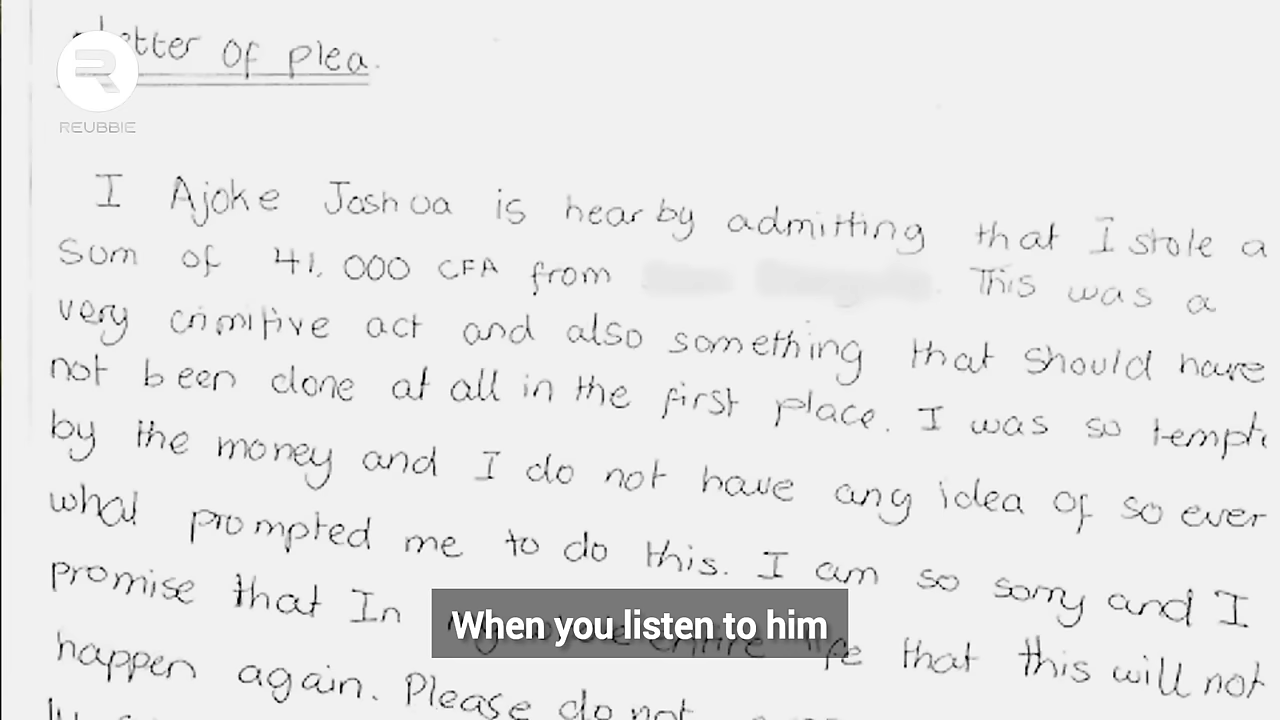 Letter Of Plea.
REUBBIE
I Ajoke Joshua is hearby admitting that I stole a
sum of 41,000 CFA from This was a
very crimitive act and also something that should have
not been done at all in the first place. I was so tempt
by the money and I do not have any idea of so ever
what prompted me to do this. I am so sorry and I
promise that In entire life that this will not
happen again. Please do not
When you listen to him